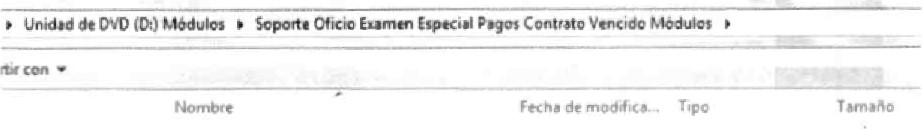 ▸ Unidad de DVD (D:) Módulos ▸ Soporte Oficio Examen Especial Pagos Contrato Vencido Módulos ▸
rtir con ▾
Nombre Fecha de modifica... Tipo Tamaño